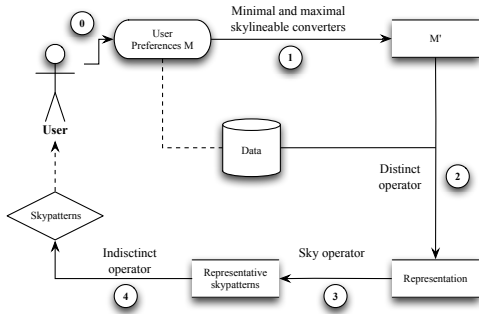 0
User
Preferences M
Minimal and maximal
skylineable converters
1
M'
User
Data
Distinct
operator
2
Skypatterns
Indisctinct
operator
4
Representative
skypatterns
Sky operator
3
Representation